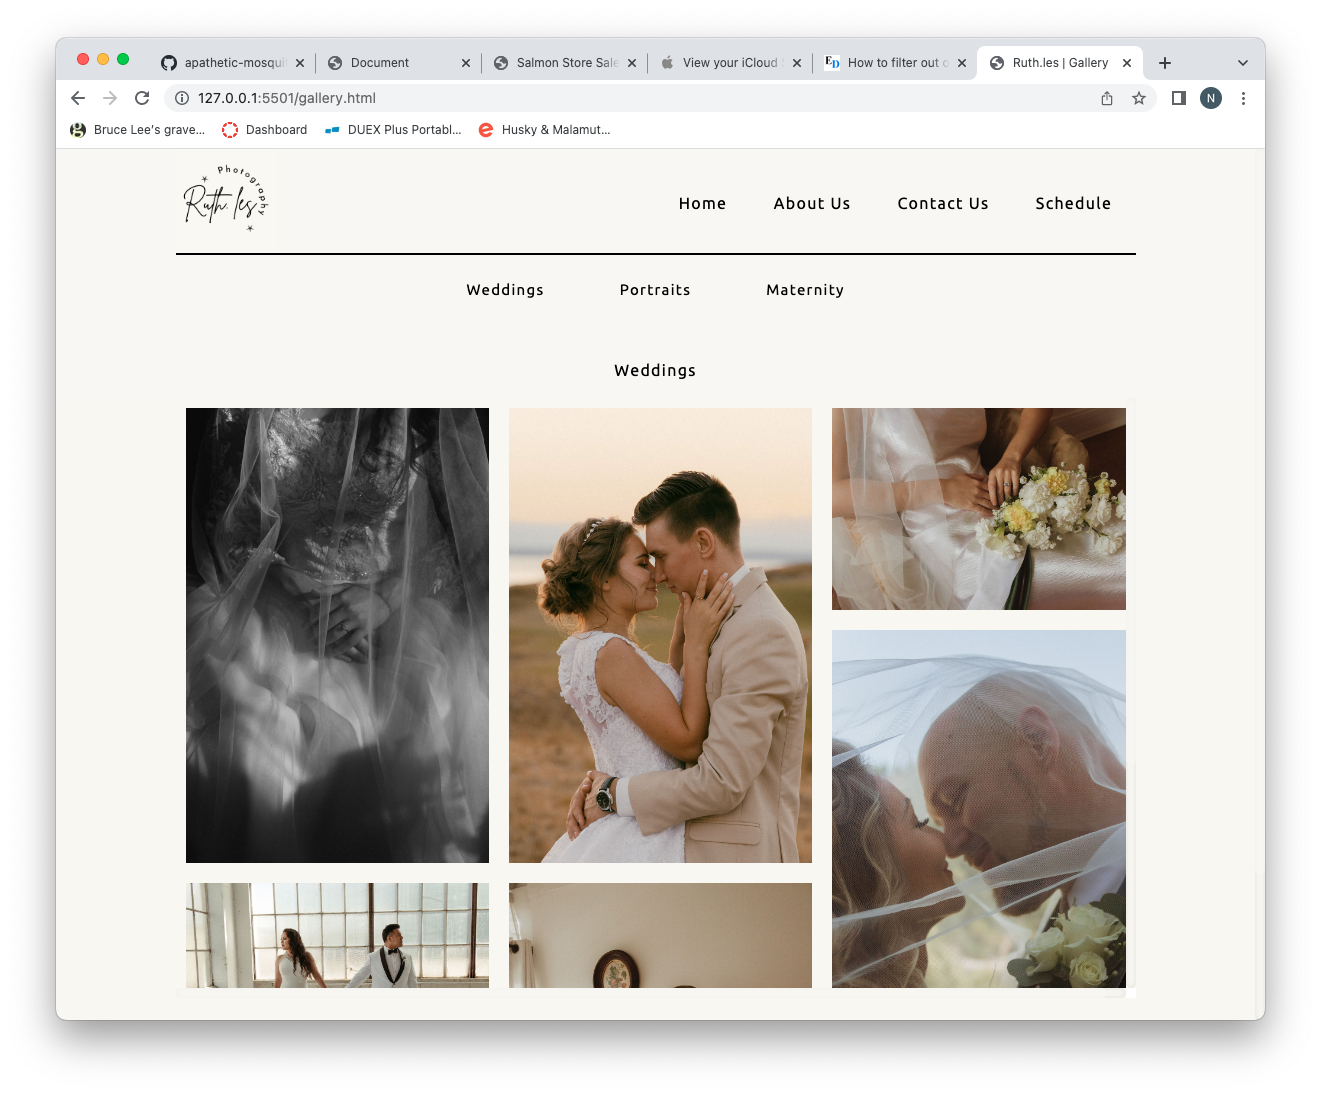 apathetic-mosqui
Document
Salmon Store Sale
View your iCloud
How to filter out o
Ruth.les | Gallery
127.0.0.1:5501/gallery.html
N
Bruce Lee's grave...
Dashboard
DUEX Plus Portabl...
Husky & Malamut...
Photography
Ruth.les
Home
About Us
Contact Us
Schedule
Weddings
Portraits
Maternity
Weddings